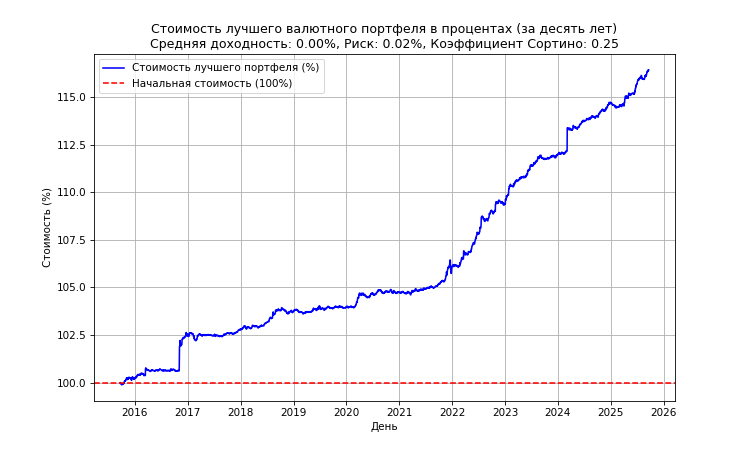 Стоимость лучшего валютного портфеля в процентах (за десять лет)
Средняя доходность: 0.00%, Риск: 0.02%, Коэффициент Сортино: 0.25
Стоимость лучшего портфеля (%)
Начальная стоимость (100%)
Стоимость (%)
115.0
112.5
110.0
107.5
105.0
102.5
100.0
2016 2017 2018 2019 2020 2021 2022 2023 2024 2025 2026
День